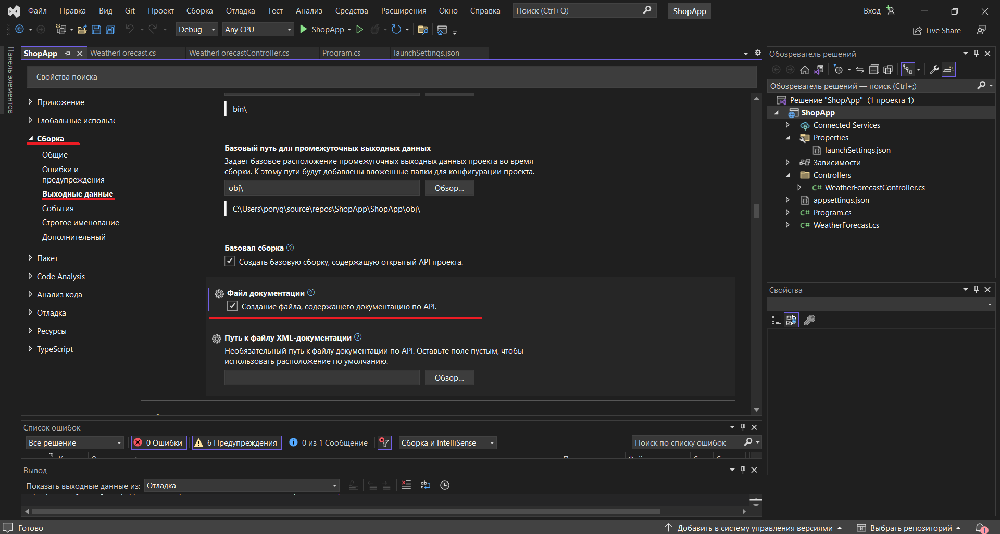 Файл Правка Вид Git Проект Сборка Отладка Тест Анализ Средства Расширения Окно Справка Поиск (Ctrl+Q) ShopApp Вход
Debug Any CPU ShopApp Live Share
Панель элементов
ShopApp WeatherForecast.cs WeatherForecastController.cs Program.cs launchSettings.json
Свойства поиска
Приложение
Глобальные использо
Сборка
Общие
Ошибки и
предупреждения
Выходные данные
События
Строгое именование
Дополнительный
Пакет
Code Analysis
Анализ кода
Отладка
Ресурсы
TypeScript
bin\
Базовый путь для промежуточных выходных данных
Задает базовое расположение промежуточных выходных данных проекта во время
сборки. К этому пути будут добавлены вложенные папки для конфигурации проекта.
obj\ Обзор...
C:\Users\poryg\source\repos\ShopApp\ShopApp\obj\
Базовая сборка
Создать базовую сборку, содержащую открытый API проекта.
Файл документации
Создание файла, содержащего документацию по API.
Путь к файлу XML-документации
Необязательный путь к файлу документации по API. Оставьте поле пустым, чтобы
использовать расположение по умолчанию.
Обзор...
Обозреватель решений
Обозреватель решений — поиск (Ctrl+;)
Решение "ShopApp" (1 проекта 1)
ShopApp
Connected Services
Properties
launchSettings.json
Зависимости
Controllers
C# WeatherForecastController.cs
appsettings.json
C# Program.cs
C# WeatherForecast.cs
Свойства
Список ошибок
Все решение 0 Ошибки 6 Предупреждения 0 из 1 Сообщение Сборка и IntelliSense Поиск по списку ошибок
Вывод
Показать выходные данные из: Отладка
Готово Добавить в систему управления версиями Выбрать репозиторий 1